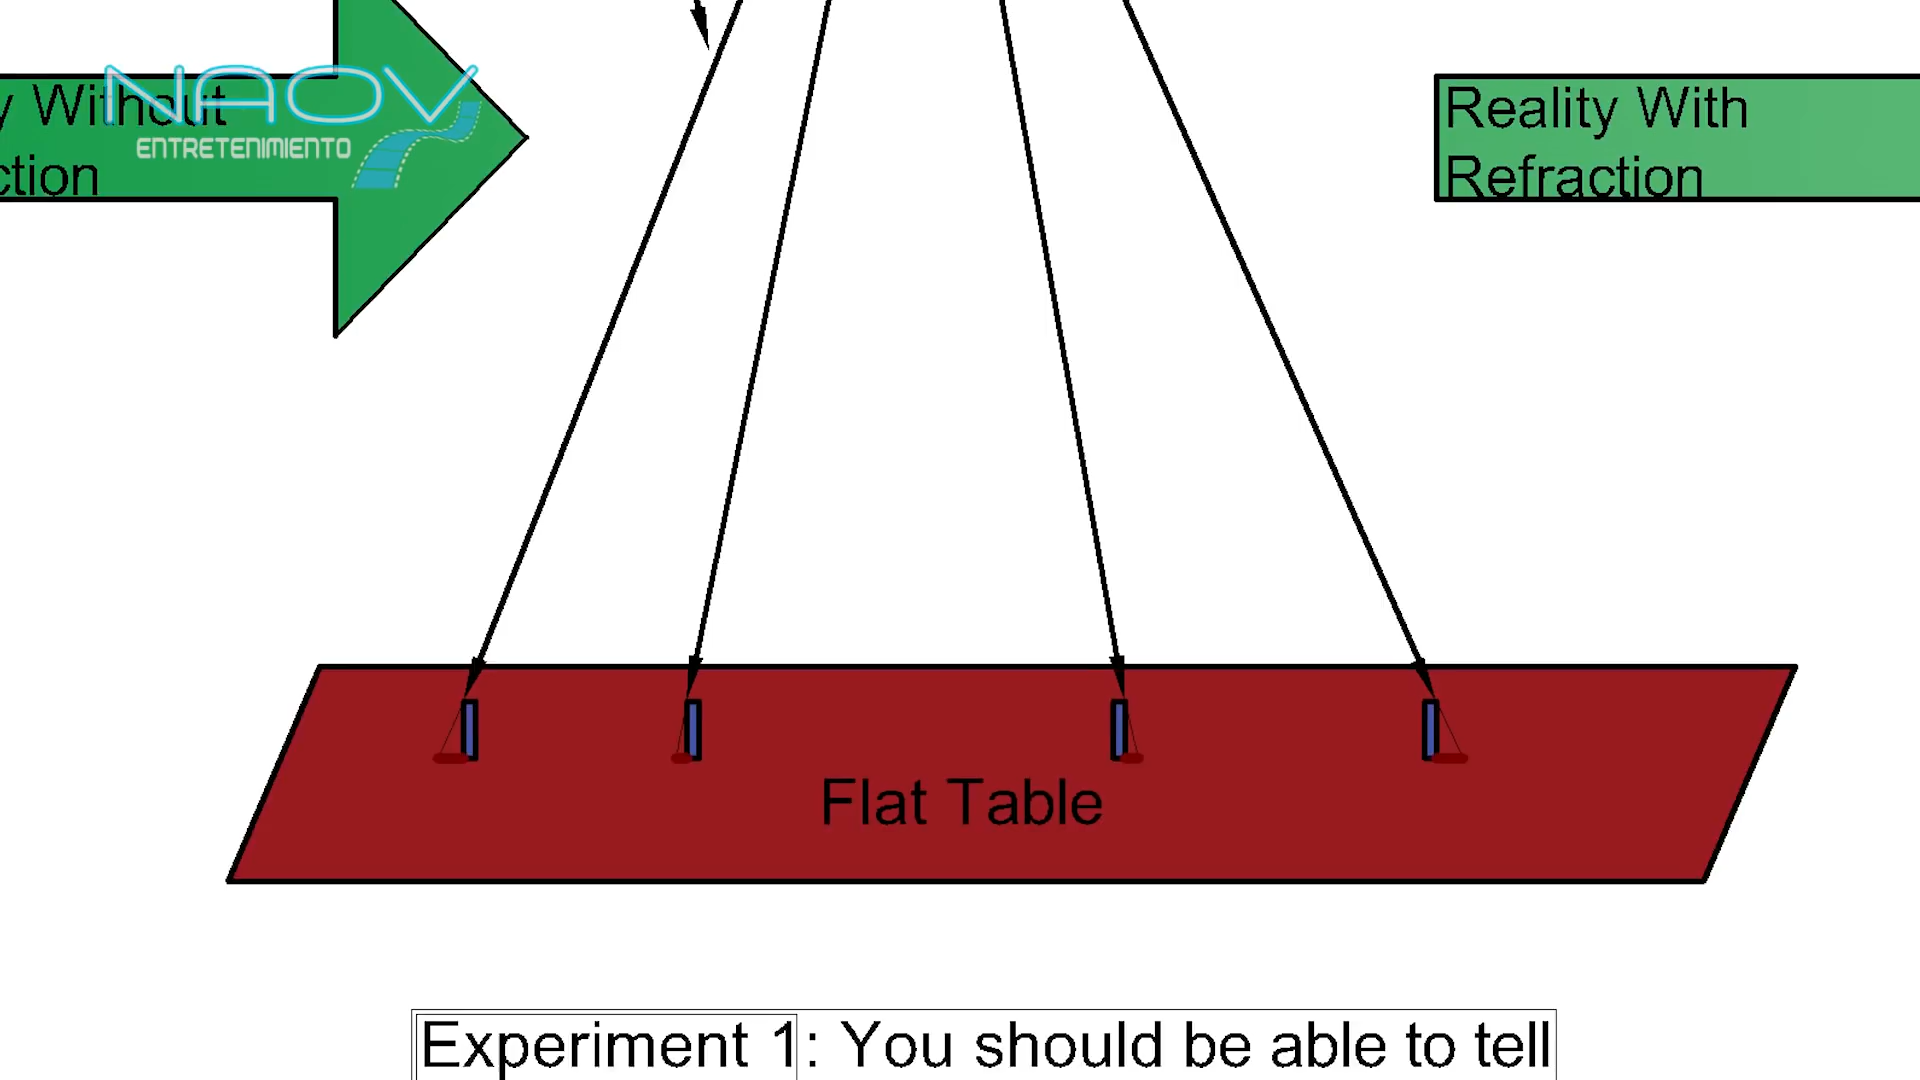 y Without
ction
NAOV
ENTRETENIMIENTO
Reality With
Refraction
Flat Table
Experiment 1: You should be able to tell